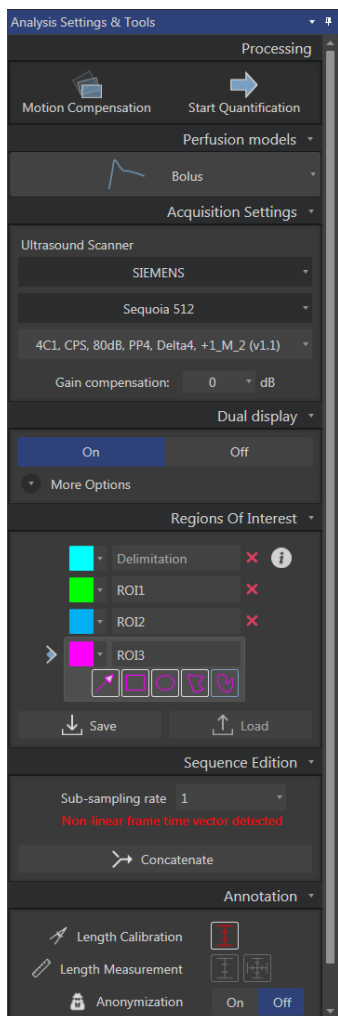 Analysis Settings & Tools
Processing
Motion Compensation
Start Quantification
Perfusion models
Bolus
Acquisition Settings
Ultrasound Scanner
SIEMENS
Sequoia 512
4C1, CPS, 80dB, PP4, Delta4, +1_M_2 (v1.1)
Gain compensation: 0 dB
Dual display
On Off
More Options
Regions Of Interest
Delimitation
ROI1
ROI2
ROI3
Save Load
Sequence Edition
Sub-sampling rate 1
Non-linear frame time vector detected
Concatenate
Annotation
Length Calibration
Length Measurement
Anonymization On Off